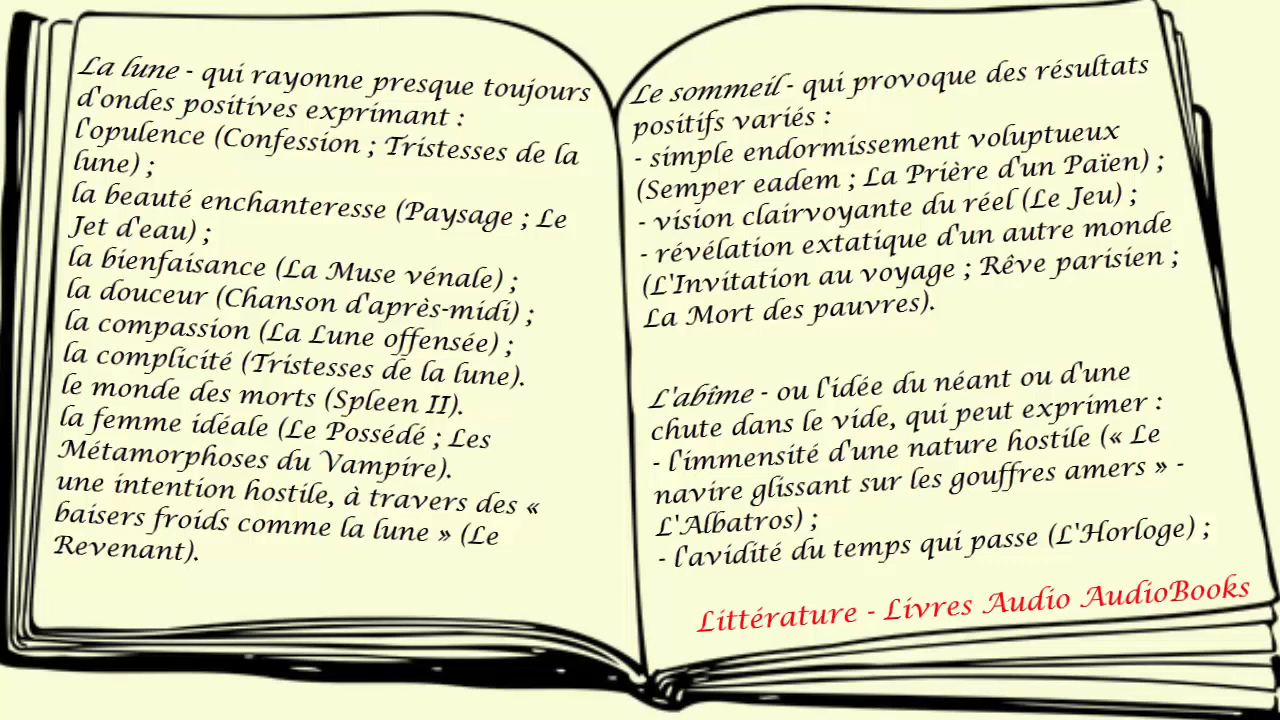 La lune - qui rayonne presque toujours
d'ondes positives exprimant :
l'opulence (Confession ; Tristesses de la
lune) ;
la beauté enchanteresse (Paysage ; Le
Jet d'eau) ;
la bienfaisance (La Muse vénale) ;
la douceur (Chanson d'après-midi) ;
la compassion (La Lune offensée) ;
la complicité (Tristesses de la lune).
le monde des morts (Spleen II).
la femme idéale (Le Possédé ; Les
Métamorphoses du Vampire).
une intention hostile, à travers des «
baisers froids comme la lune » (Le
Revenant).
Le sommeil - qui provoque des résultats
positifs variés :
- simple endormissement voluptueux
(Semper eadem ; La Prière d'un Païen) ;
- vision clairvoyante du réel (Le Jeu) ;
- révélation extatique d'un autre monde
(L'Invitation au voyage ; Rêve parisien ;
La Mort des pauvres).
L'abîme - ou l'idée du néant ou d'une
chute dans le vide, qui peut exprimer :
- l'immensité d'une nature hostile (« Le
navire glissant sur les gouffres amers » -
L'Albatros) ;
- l'avidité du temps qui passe (L'Horloge) ;
Littérature - Livres Audio AudioBooks